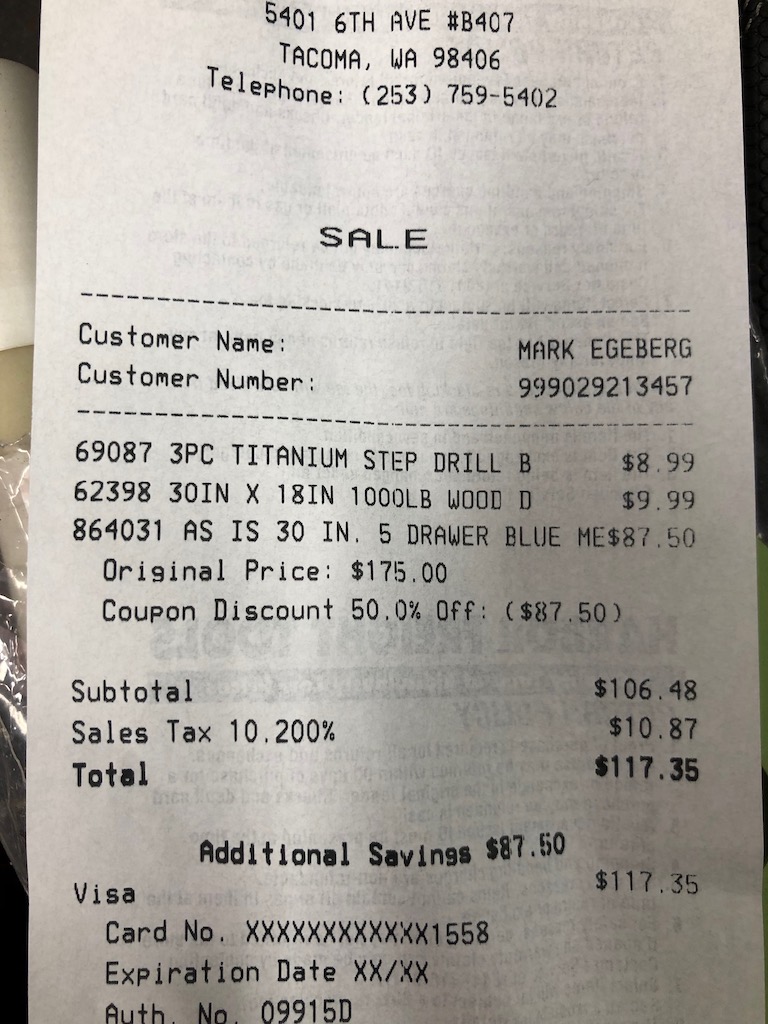 5401 6TH AVE #B407
TACOMA, WA 98406
Telephone: (253) 759-5402
SALE
--------------------------------------------------
Customer Name: MARK EGEBERG
Customer Number: 999029213457
--------------------------------------------------
69087 3PC TITANIUM STEP DRILL B $8.99
62398 30IN X 18IN 1000LB WOOD D $9.99
864031 AS IS 30 IN. 5 DRAWER BLUE ME$87.50
Original Price: $175.00
Coupon Discount 50.0% Off: ($87.50)
Subtotal $106.48
Sales Tax 10.200% $10.87
Total $117.35
Additional Savings $87.50
Visa $117.35
Card No. XXXXXXXXXXXX1558
Expiration Date XX/XX
Auth. No. 09915D